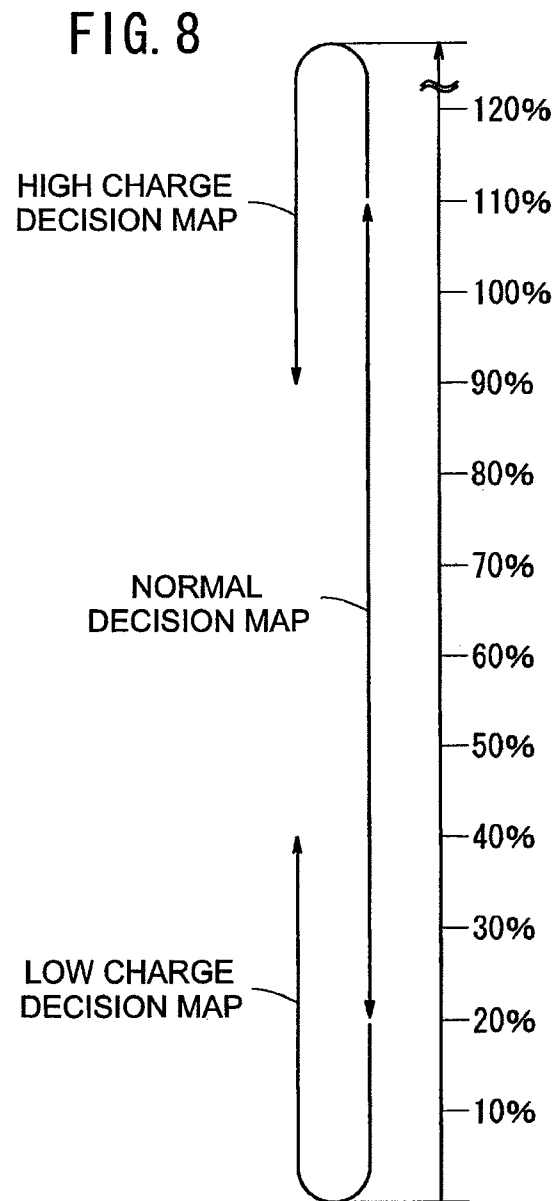 FIG. 8
120%
HIGH CHARGE
DECISION MAP
110%
100%
90%
80%
70%
NORMAL
DECISION MAP
60%
50%
40%
30%
LOW CHARGE
DECISION MAP
20%
10%